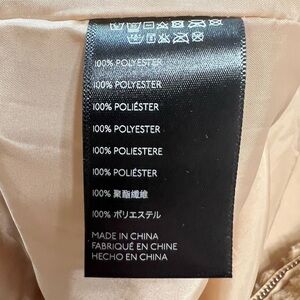 100% POLYESTER
100% POLYESTER
100% POLIÉSTER
100% POLYESTER
100% POLIESTERE
100% POLIÉSTER
100% 聚酯纖維
100% ポリエステル
MADE IN CHINA
FABRIQUÉ EN CHINE
HECHO EN CHINA